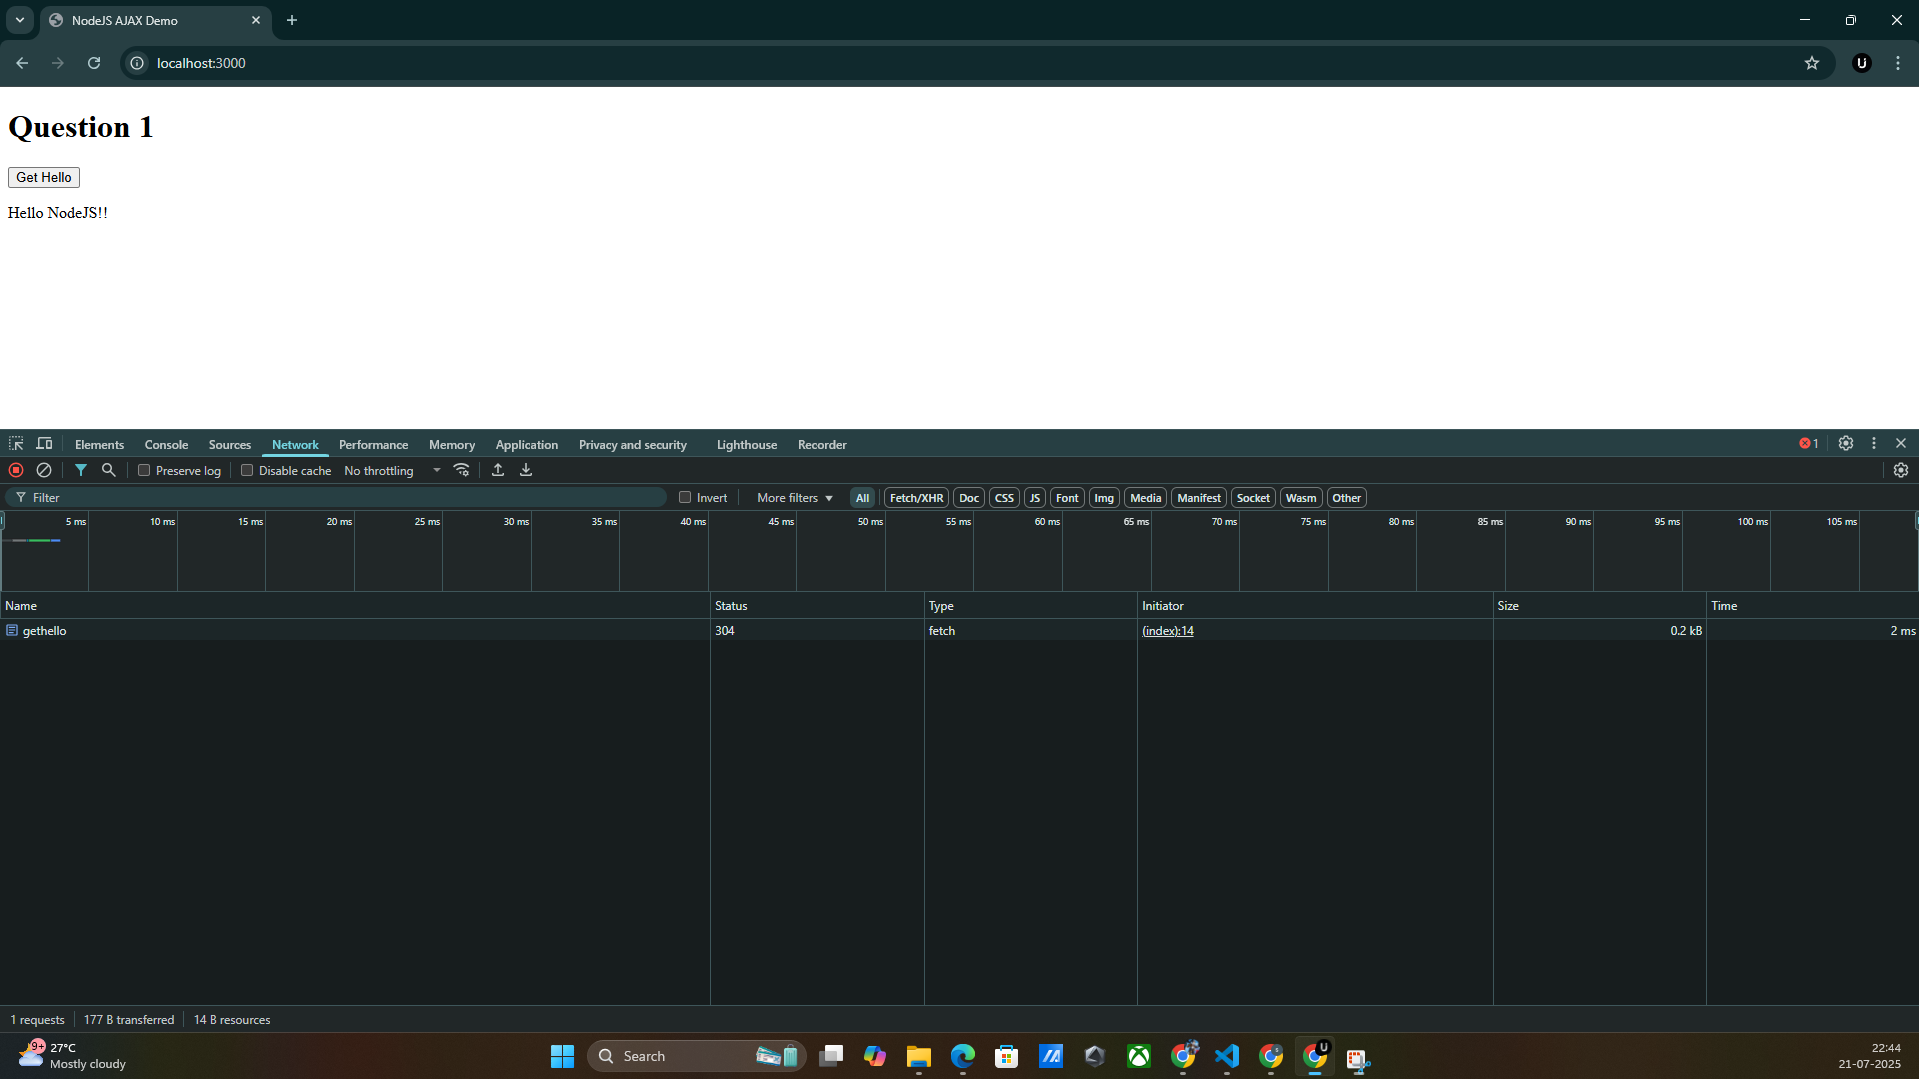 NodeJS AJAX Demo
localhost:3000
U
Question 1
Get Hello
Hello NodeJS!!
Elements Console Sources Network Performance Memory Application Privacy and security Lighthouse Recorder 1
Preserve log Disable cache No throttling
Filter Invert More filters All Fetch/XHR Doc CSS JS Font Img Media Manifest Socket Wasm Other
5 ms 10 ms 15 ms 20 ms 25 ms 30 ms 35 ms 40 ms 45 ms 50 ms 55 ms 60 ms 65 ms 70 ms 75 ms 80 ms 85 ms 90 ms 95 ms 100 ms 105 ms
Name Status Type Initiator Size Time
gethello 304 fetch (index):14 0.2 kB 2 ms
1 requests 177 B transferred 14 B resources
9+ 27°C
Mostly cloudy
Search
U
22:44
21-07-2025